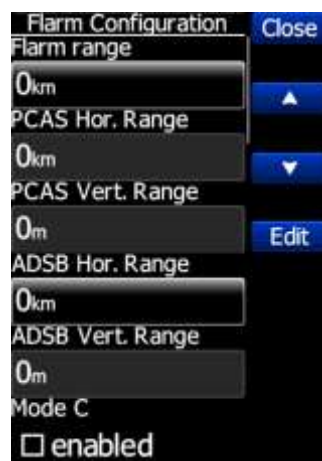 Flarm Configuration
Close
Flarm range
0km
PCAS Hor. Range
0km
PCAS Vert. Range
0m
Edit
ADSB Hor. Range
0km
ADSB Vert. Range
0m
Mode C
enabled